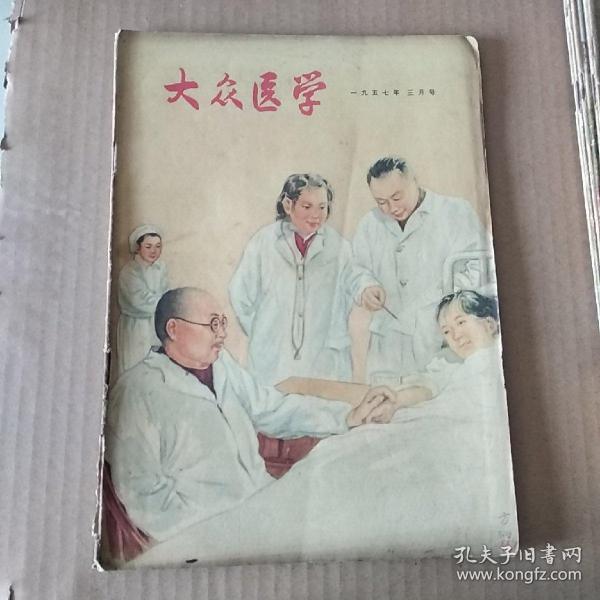 大众医学
一九五七年 三月号
方
孔夫子旧书网
www.kongfz.com